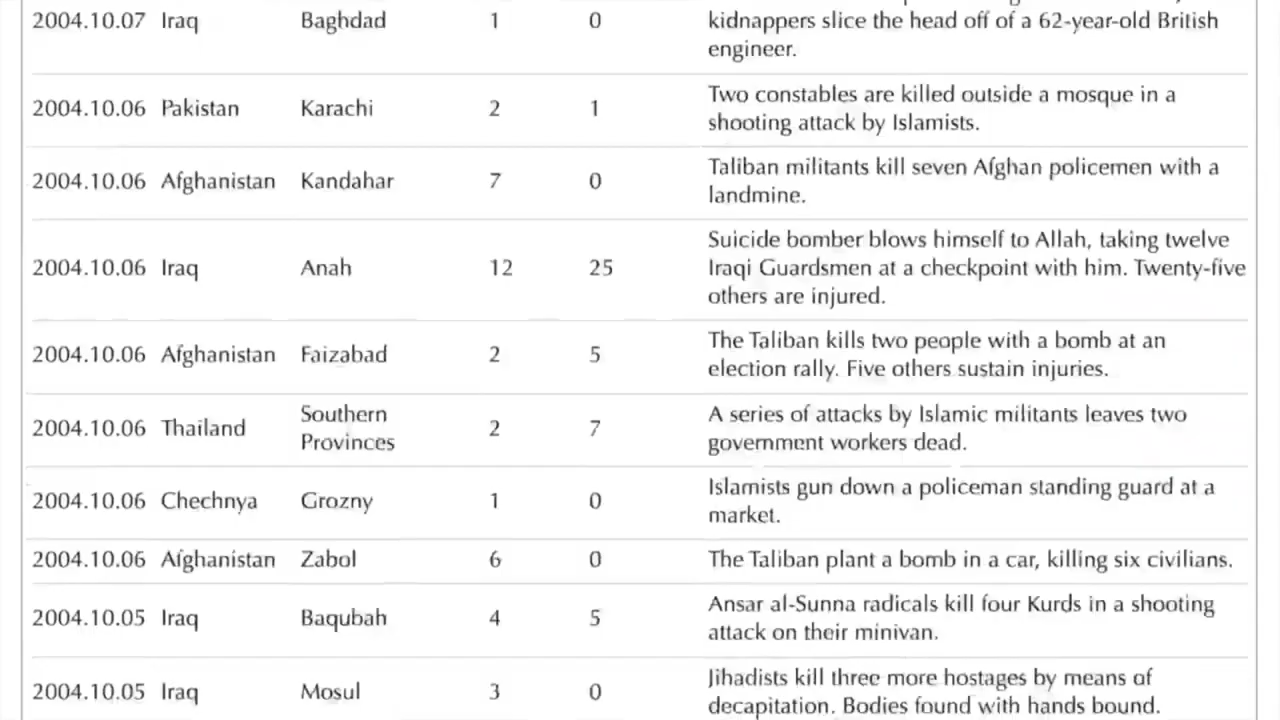 2004.10.07 Iraq Baghdad 1 0
kidnappers slice the head off of a 62-year-old British
engineer.
2004.10.06 Pakistan Karachi 2 1
Two constables are killed outside a mosque in a
shooting attack by Islamists.
2004.10.06 Afghanistan Kandahar 7 0
Taliban militants kill seven Afghan policemen with a
landmine.
2004.10.06 Iraq Anah 12 25
Suicide bomber blows himself to Allah, taking twelve
Iraqi Guardsmen at a checkpoint with him. Twenty-five
others are injured.
2004.10.06 Afghanistan Faizabad 2 5
The Taliban kills two people with a bomb at an
election rally. Five others sustain injuries.
2004.10.06 Thailand Southern
Provinces 2 7
A series of attacks by Islamic militants leaves two
government workers dead.
2004.10.06 Chechnya Grozny 1 0
Islamists gun down a policeman standing guard at a
market.
2004.10.06 Afghanistan Zabol 6 0 The Taliban plant a bomb in a car, killing six civilians.
2004.10.05 Iraq Baqubah 4 5
Ansar al-Sunna radicals kill four Kurds in a shooting
attack on their minivan.
2004.10.05 Iraq Mosul 3 0
Jihadists kill three more hostages by means of
decapitation. Bodies found with hands bound.